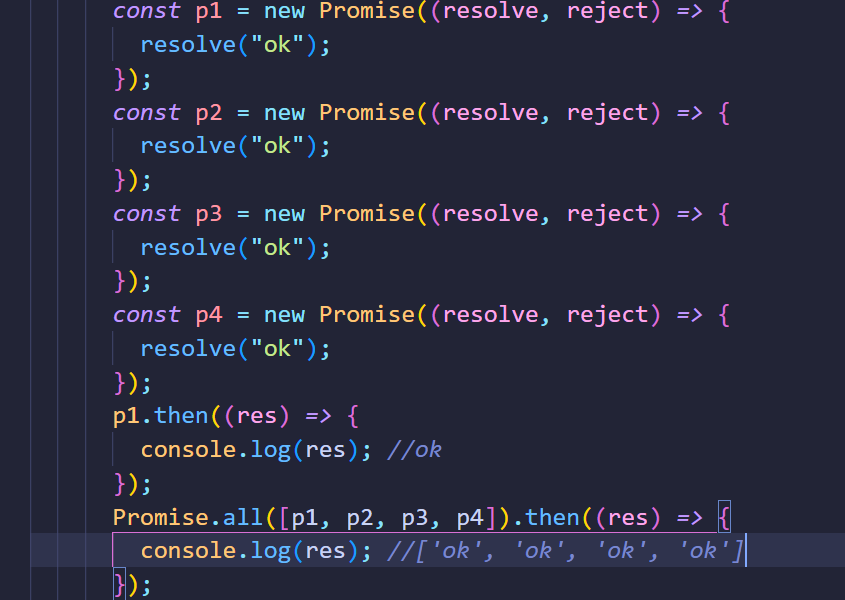 const p1 = new Promise((resolve, reject) => {
resolve("ok");
});
const p2 = new Promise((resolve, reject) => {
resolve("ok");
});
const p3 = new Promise((resolve, reject) => {
resolve("ok");
});
const p4 = new Promise((resolve, reject) => {
resolve("ok");
});
p1.then((res) => {
console.log(res); //ok
});
Promise.all([p1, p2, p3, p4]).then((res) => {
console.log(res); //['ok', 'ok', 'ok', 'ok']
});